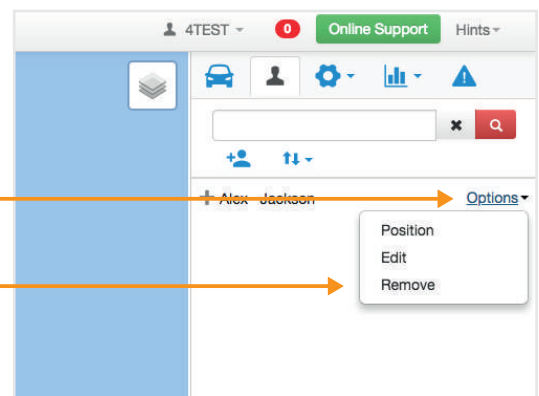 4TEST 0 Online Support Hints
Alex Jackson Options
Position
Edit
Remove